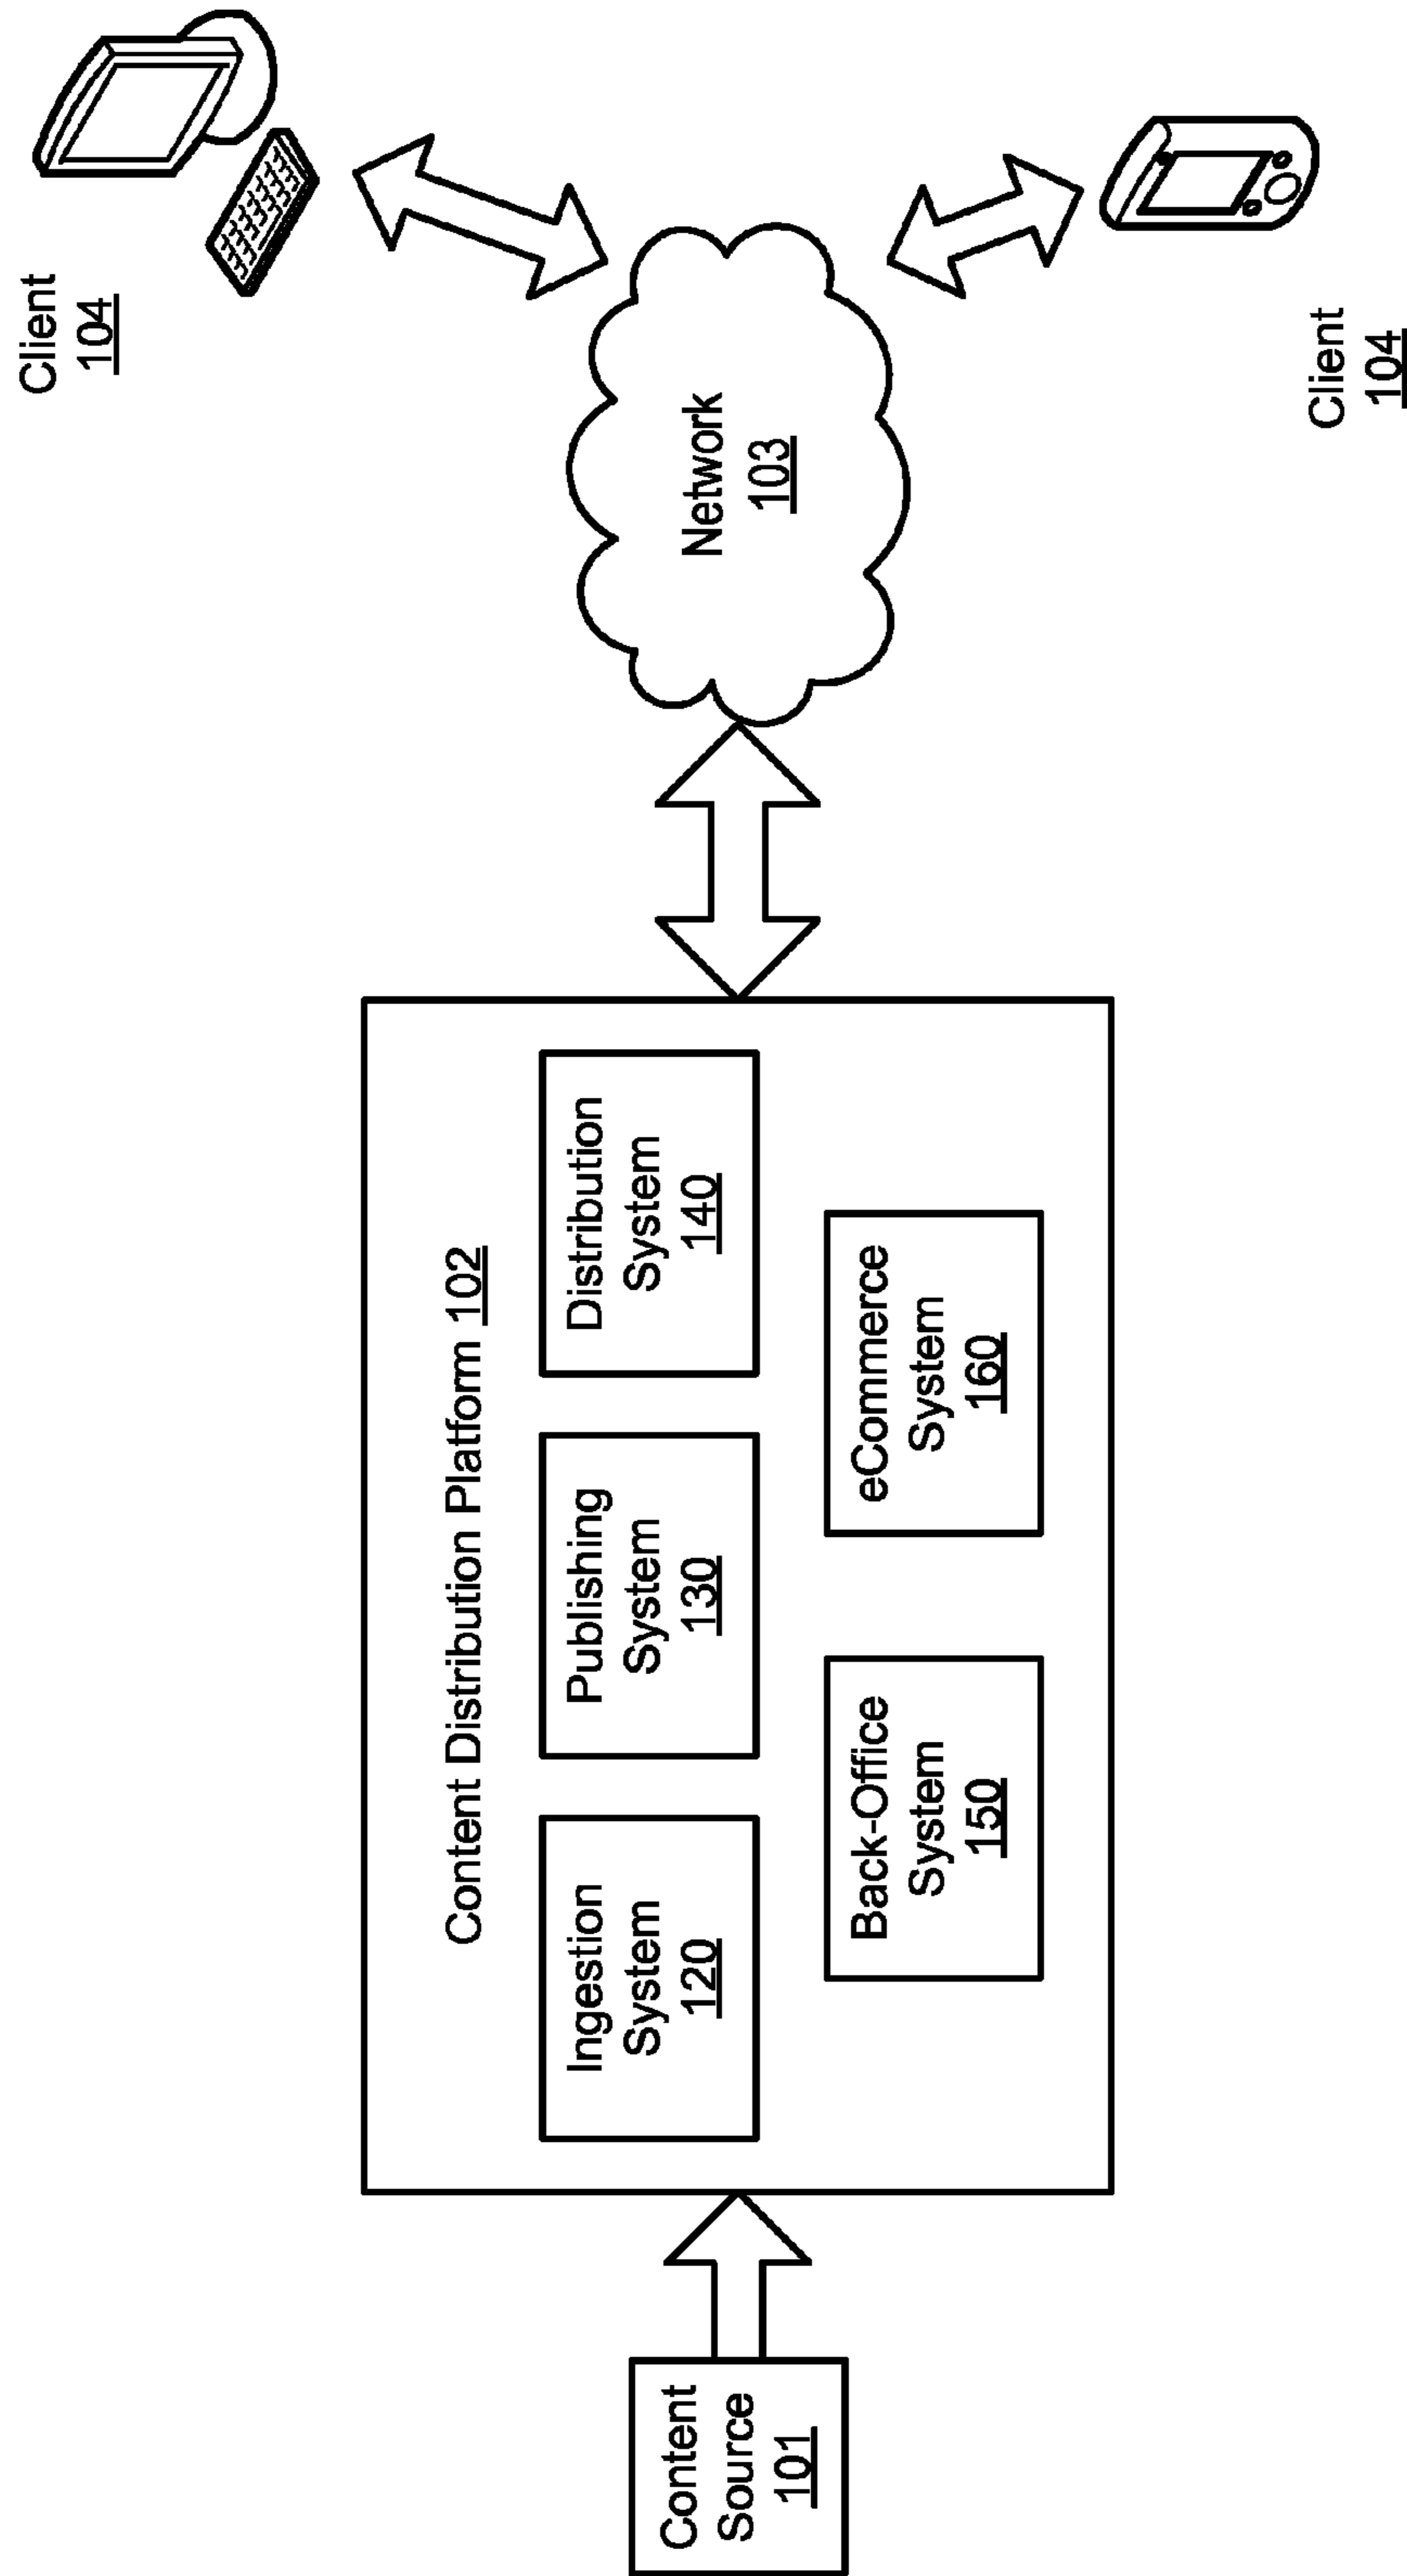 Content
Source
101
Content Distribution Platform 102
Ingestion
System
120
Publishing
System
130
Distribution
System
140
Back-Office
System
150
eCommerce
System
160
Network
103
Client
104
Client
104